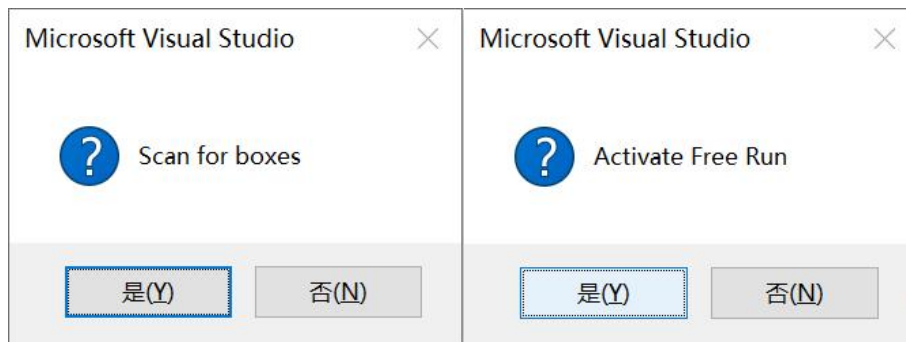 Microsoft Visual Studio
Scan for boxes
是(Y) 否(N)
Microsoft Visual Studio
Activate Free Run
是(Y) 否(N)